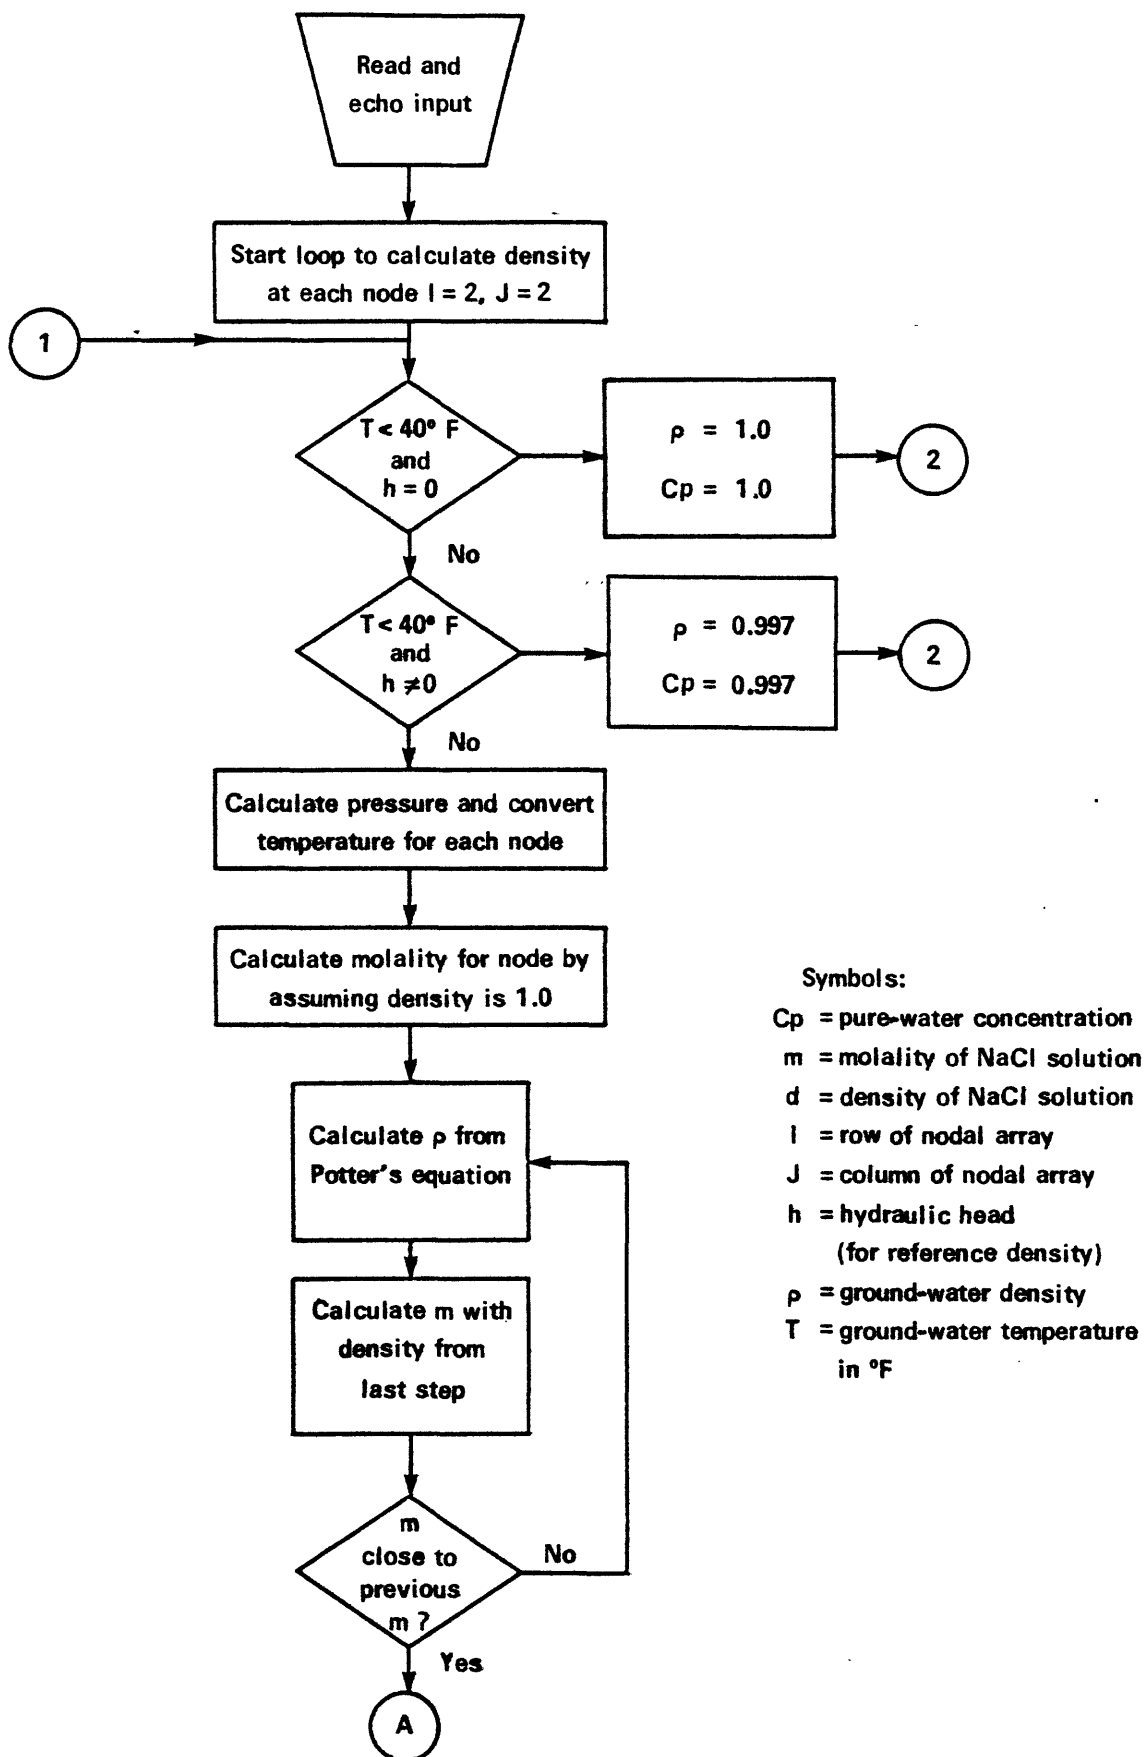 Read and
echo input
Start loop to calculate density
at each node I = 2, J = 2
1
T < 40° F
and
h = 0
ρ = 1.0
Cp = 1.0
2
No
T < 40° F
and
h ≠ 0
ρ = 0.997
Cp = 0.997
2
No
Calculate pressure and convert
temperature for each node
Calculate molality for node by
assuming density is 1.0
Calculate ρ from
Potter's equation
Calculate m with
density from
last step
m
close to
previous
m ?
No
Yes
A
Symbols:
Cp = pure-water concentration
m = molality of NaCl solution
d = density of NaCl solution
I = row of nodal array
J = column of nodal array
h = hydraulic head
(for reference density)
ρ = ground-water density
T = ground-water temperature
in °F